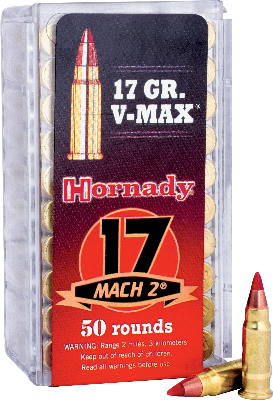 17 GR.
V-MAX™
Hornady®
17
MACH 2®
50 rounds
WARNING: Range 2 miles, 3 kilometers
Keep out of reach of children.
Read all warnings before use.